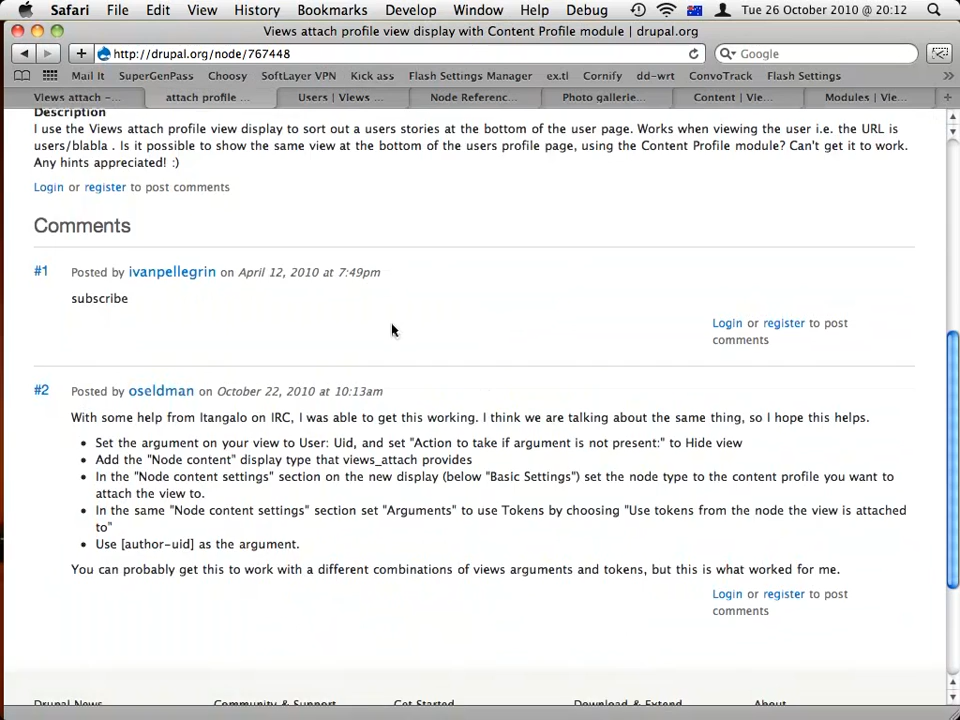 Safari File Edit View History Bookmarks Develop Window Help Debug Tue 26 October 2010 @ 20:12
Views attach profile view display with Content Profile module | drupal.org
http://drupal.org/node/767448
Google
Mail It SuperGenPass Choosy SoftLayer VPN Kick ass Flash Settings Manager ex.tl Cornify dd-wrt ConvoTrack Flash Settings
Views attach –... attach profile ... Users | Views ... Node Referenc... Photo gallerie... Content | Vie... Modules | Vie...
Description
I use the Views attach profile view display to sort out a users stories at the bottom of the user page. Works when viewing the user i.e. the URL is
users/blabla . Is it possible to show the same view at the bottom of the users profile page, using the Content Profile module? Can't get it to work.
Any hints appreciated! :)
Login or register to post comments
Comments
#1 Posted by ivanpellegrin on April 12, 2010 at 7:49pm
subscribe
Login or register to post
comments
#2 Posted by oseldman on October 22, 2010 at 10:13am
With some help from Itangalo on IRC, I was able to get this working. I think we are talking about the same thing, so I hope this helps.
• Set the argument on your view to User: Uid, and set "Action to take if argument is not present:" to Hide view
• Add the "Node content" display type that views_attach provides
• In the "Node content settings" section on the new display (below "Basic Settings") set the node type to the content profile you want to
attach the view to.
• In the same "Node content settings" section set "Arguments" to use Tokens by choosing "Use tokens from the node the view is attached
to"
• Use [author-uid] as the argument.
You can probably get this to work with a different combinations of views arguments and tokens, but this is what worked for me.
Login or register to post
comments
Drupal News Community & Support Get Started Download & Extend About